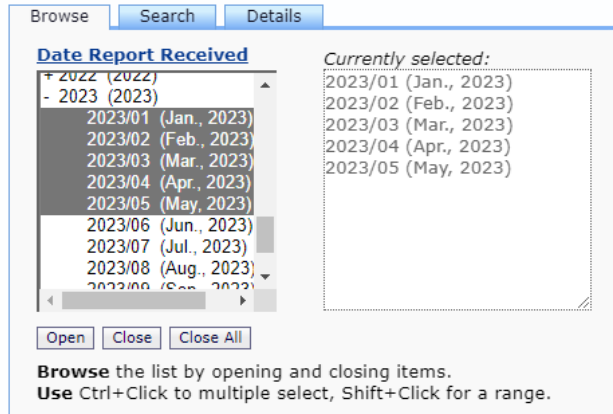 Browse
Search
Details
Date Report Received
+ 2022 (2022)
- 2023 (2023)
2023/01 (Jan., 2023)
2023/02 (Feb., 2023)
2023/03 (Mar., 2023)
2023/04 (Apr., 2023)
2023/05 (May, 2023)
2023/06 (Jun., 2023)
2023/07 (Jul., 2023)
2023/08 (Aug., 2023)
2023/09 (Sep., 2023)
Currently selected:
2023/01 (Jan., 2023)
2023/02 (Feb., 2023)
2023/03 (Mar., 2023)
2023/04 (Apr., 2023)
2023/05 (May, 2023)
Open
Close
Close All
Browse the list by opening and closing items.
Use Ctrl+Click to multiple select, Shift+Click for a range.